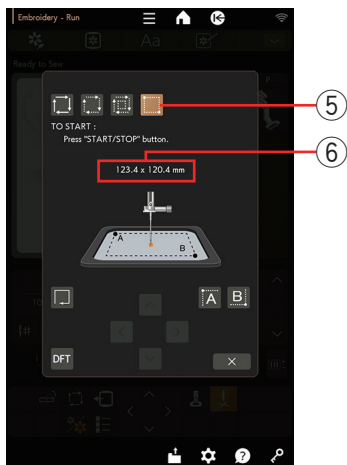 Embroidery - Run
Aa
Ready to Sew
P
TO START :
Press "START/STOP" button.
⑤
⑥
123.4 x 120.4 mm
A
B
A B
DFT
×
?